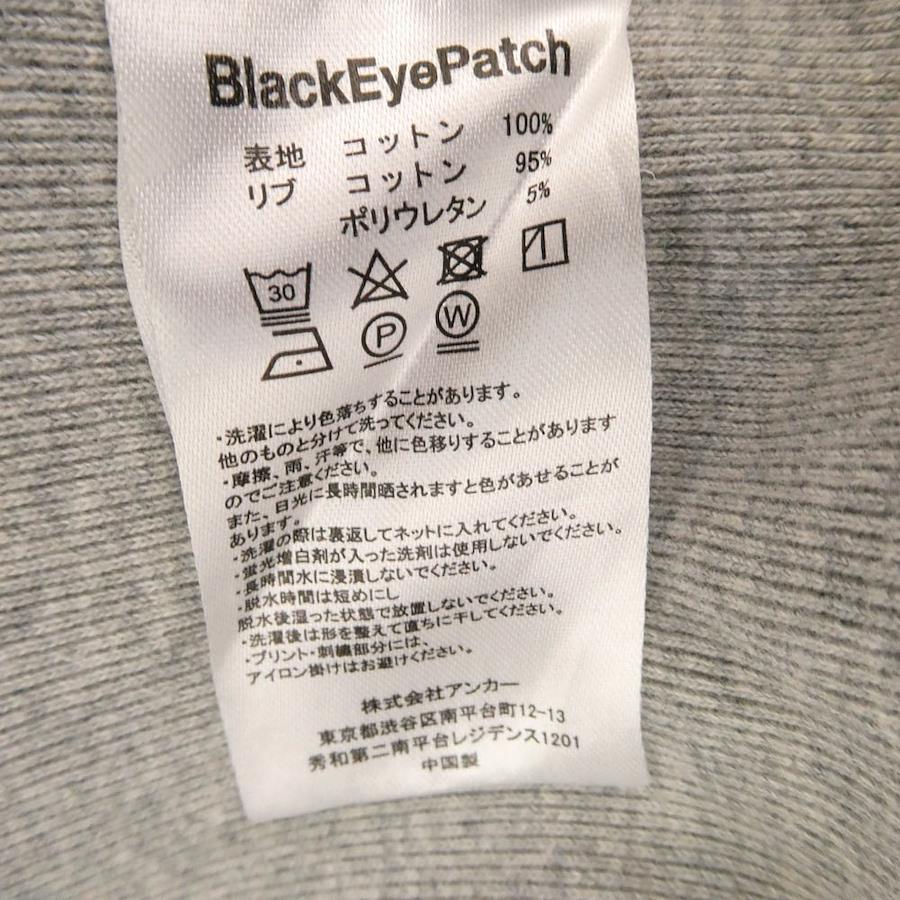 BlackEyePatch
表地 コットン 100%
リブ コットン 95%
ポリウレタン 5%
30
P W
・洗濯により色落ちすることがあります。
他のものと分けて洗ってください。
・摩擦、雨、汗等で、他に色移りすることがあります
のでご注意ください。
また、日光に長時間晒されますと色があせることが
あります。
・洗濯の際は裏返してネットに入れてください。
・蛍光増白剤が入った洗剤は使用しないでください。
・長時間水に浸漬しないでください。
・脱水時間は短めにし
脱水後湿った状態で放置しないでください。
・洗濯後は形を整えて直ちに干してください。
・プリント・刺繍部分には、
アイロン掛けはお避けください。
株式会社アンカー
東京都渋谷区南平台町12-13
秀和第二南平台レジデンス1201
中国製